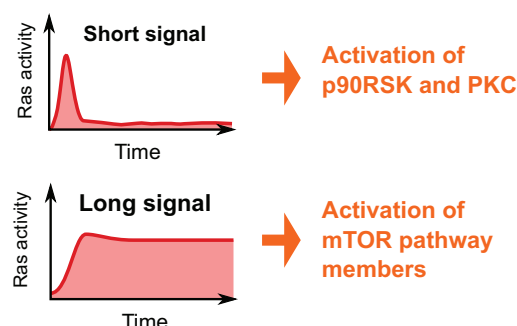 Short signal
Ras activity
Time
Activation of
p90RSK and PKC
Long signal
Ras activity
Time
Activation of
mTOR pathway
members